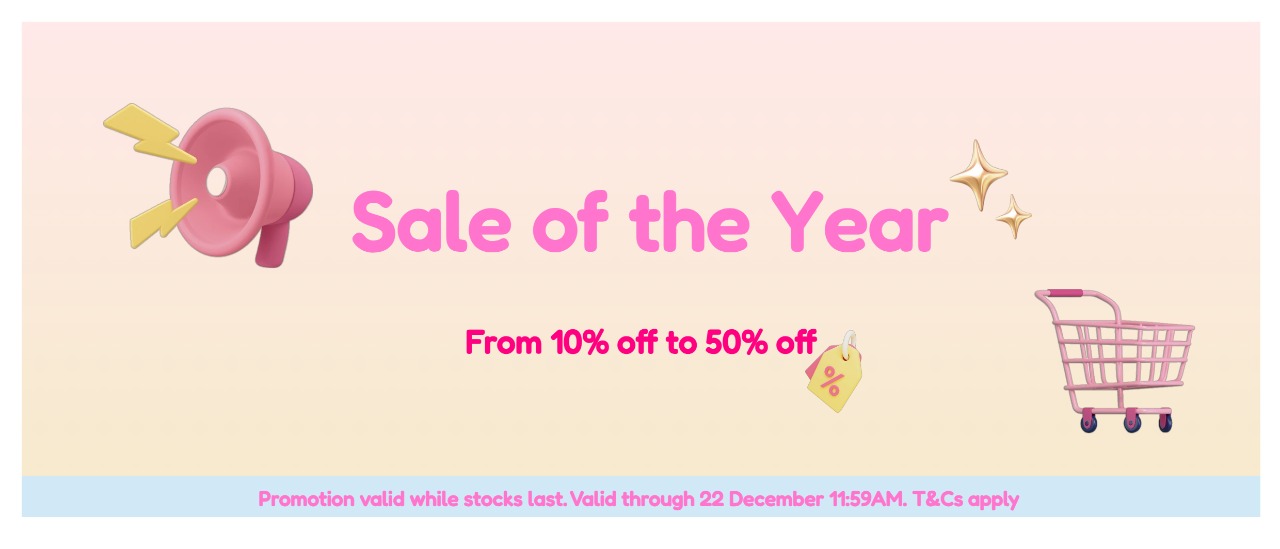 Sale of the Year
From 10% off to 50% off
%
Promotion valid while stocks last. Valid through 22 December 11:59AM. T&Cs apply